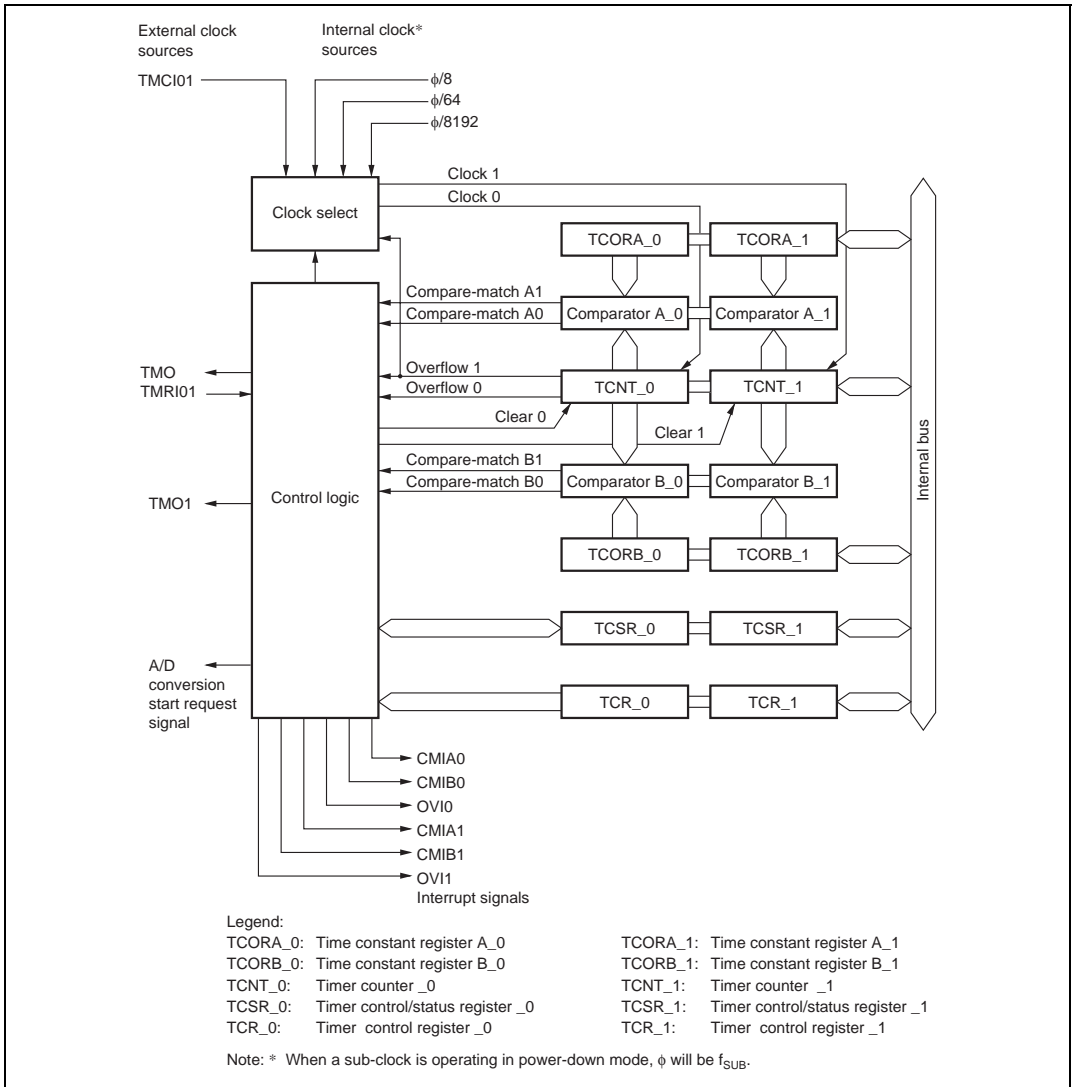 External clock
sources
Internal clock*
sources
TMCI01
ϕ/8
ϕ/64
ϕ/8192
Clock 1
Clock 0
Clock select
TCORA_0
TCORA_1
Compare-match A1
Compare-match A0
Comparator A_0
Comparator A_1
TMO
TMRI01
Overflow 1
Overflow 0
TCNT_0
TCNT_1
Clear 0
Clear 1
Compare-match B1
Compare-match B0
Comparator B_0
Comparator B_1
Control logic
TMO1
Internal bus
TCORB_0
TCORB_1
TCSR_0
TCSR_1
A/D
conversion
start request
signal
TCR_0
TCR_1
CMIA0
CMIB0
OVI0
CMIA1
CMIB1
OVI1
Interrupt signals
Legend:
TCORA_0: Time constant register A_0
TCORB_0: Time constant register B_0
TCNT_0: Timer counter _0
TCSR_0: Timer control/status register _0
TCR_0: Timer control register _0
TCORA_1: Time constant register A_1
TCORB_1: Time constant register B_1
TCNT_1: Timer counter _1
TCSR_1: Timer control/status register _1
TCR_1: Timer control register _1
Note: * When a sub-clock is operating in power-down mode, ϕ will be fSUB.